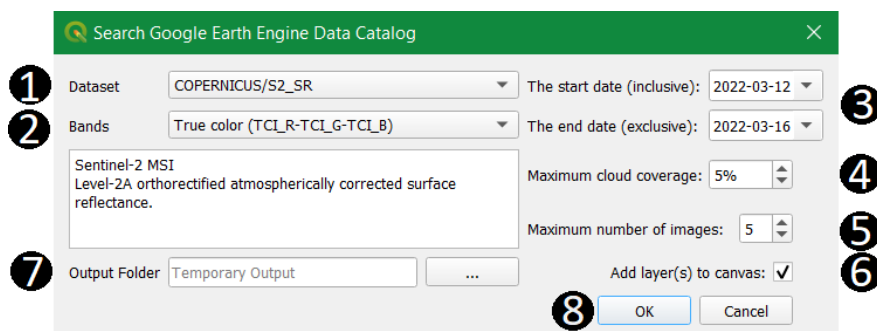 Search Google Earth Engine Data Catalog
1 Dataset COPERNICUS/S2_SR The start date (inclusive): 2022-03-12 3
2 Bands True color (TCI_R-TCI_G-TCI_B) The end date (exclusive): 2022-03-16
Sentinel-2 MSI
Level-2A orthorectified atmospherically corrected surface
reflectance.
Maximum cloud coverage: 5% 4
Maximum number of images: 5 5
7 Output Folder Temporary Output ... Add layer(s) to canvas: 6
8 OK Cancel